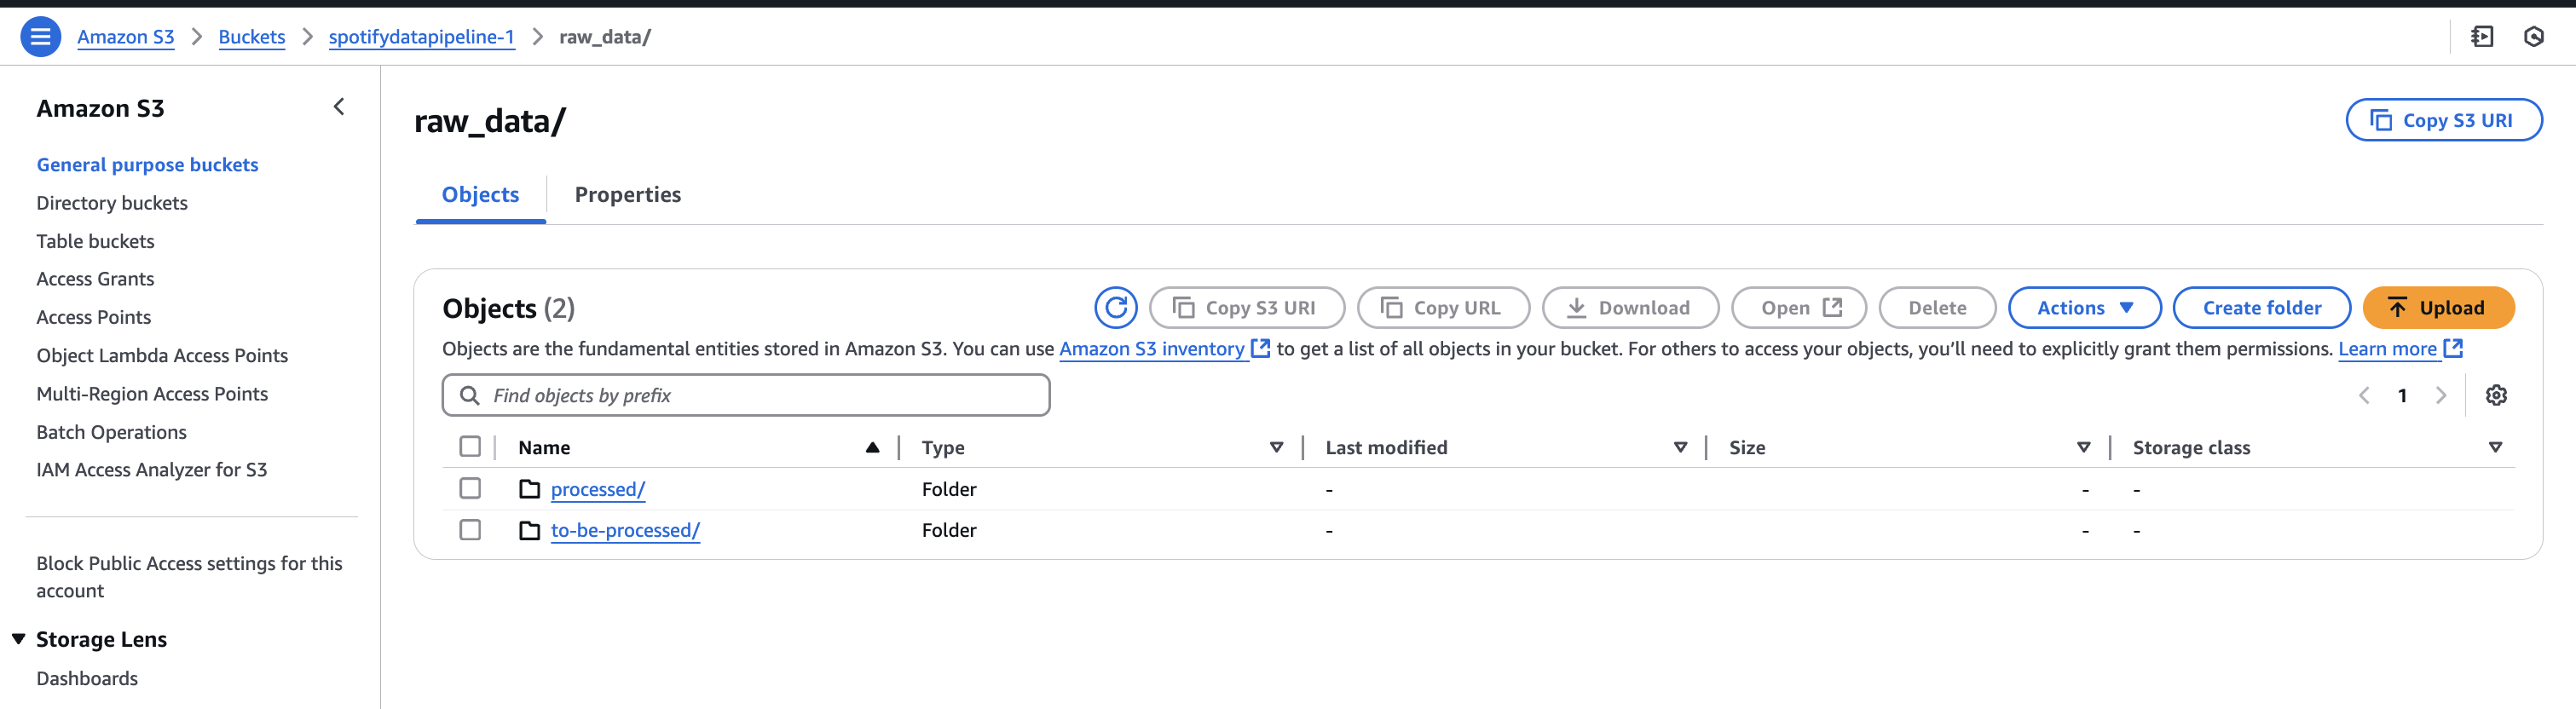 Amazon S3 > Buckets > spotifydatapipeline-1 > raw_data/
Amazon S3
General purpose buckets
Directory buckets
Table buckets
Access Grants
Access Points
Object Lambda Access Points
Multi-Region Access Points
Batch Operations
IAM Access Analyzer for S3
Block Public Access settings for this
account
Storage Lens
Dashboards
raw_data/
Copy S3 URI
Objects
Properties
Objects (2)
Copy S3 URI
Copy URL
Download
Open
Delete
Actions
Create folder
Upload
Objects are the fundamental entities stored in Amazon S3. You can use Amazon S3 inventory to get a list of all objects in your bucket. For others to access your objects, you’ll need to explicitly grant them permissions. Learn more
Find objects by prefix
1
Name Type Last modified Size Storage class
processed/ Folder - - -
to-be-processed/ Folder - - -